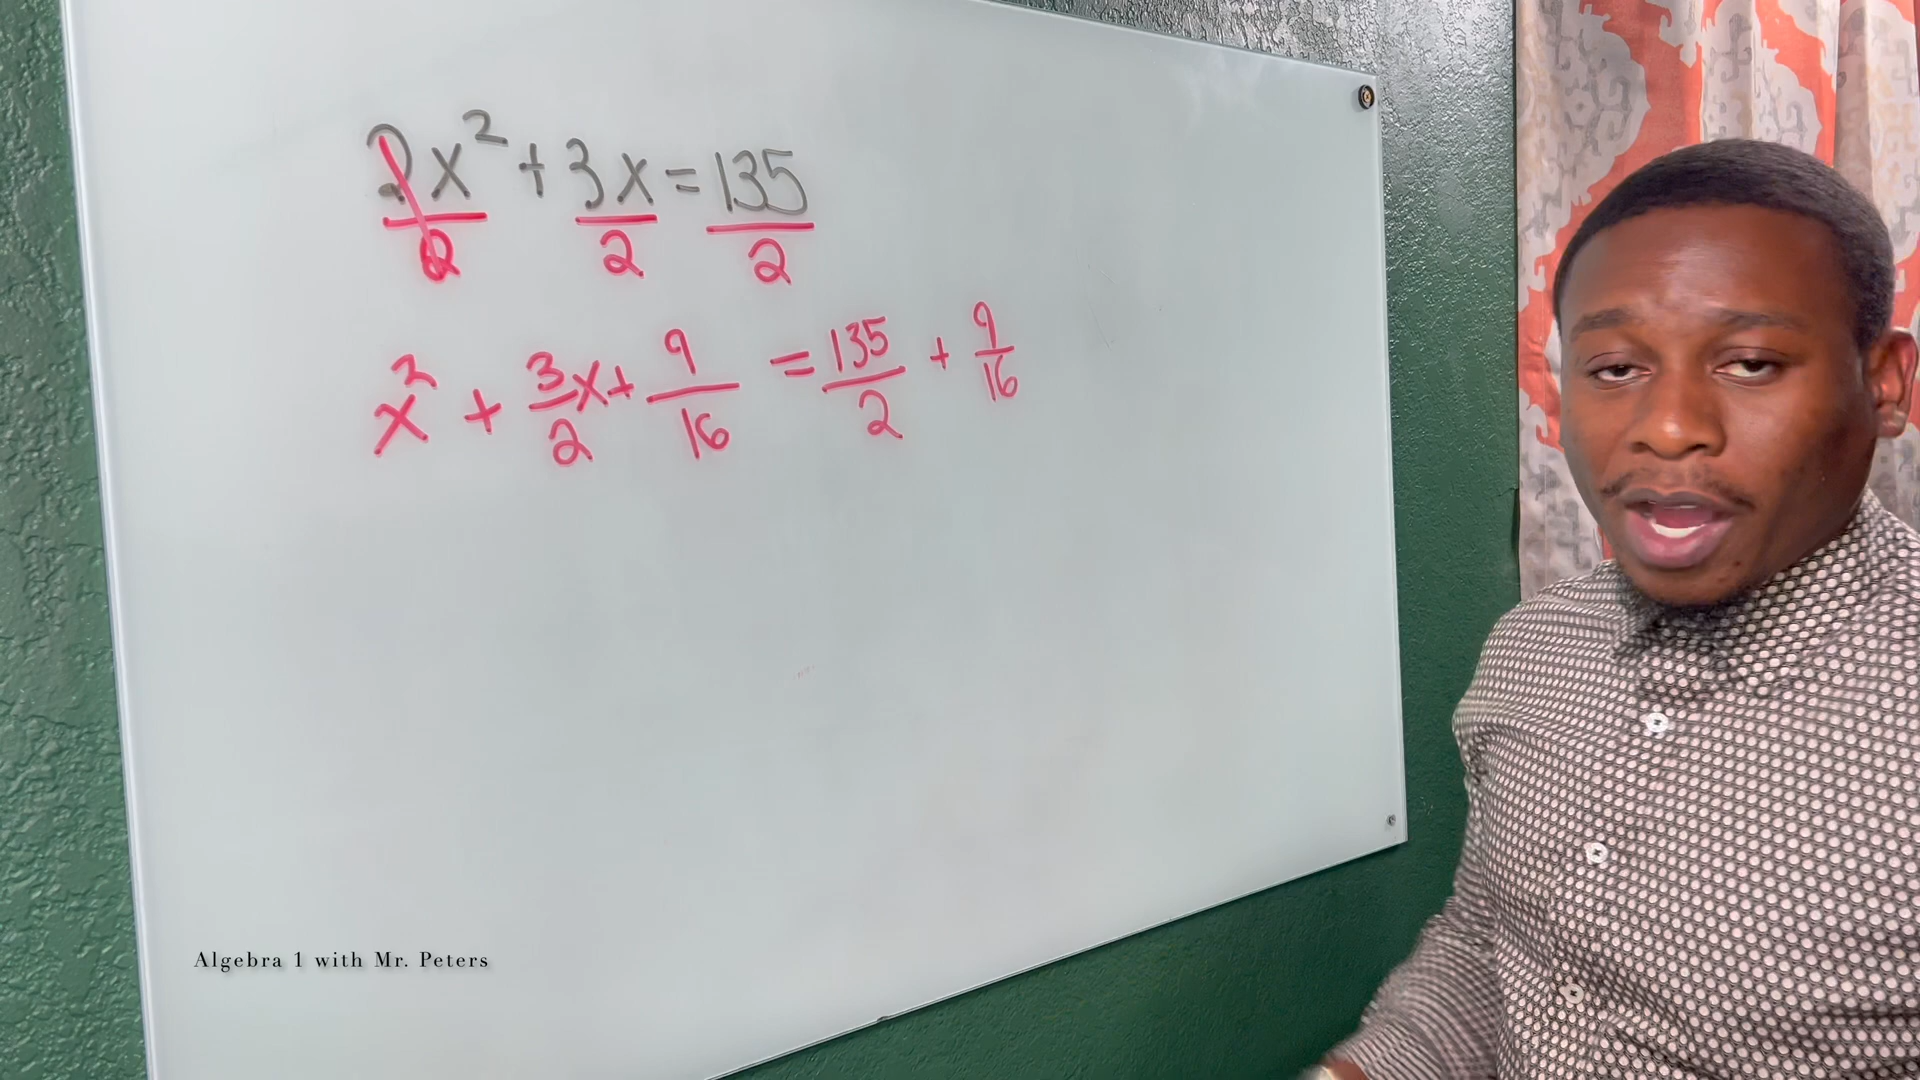 2x² + 3x = 135
2 2 2
x² + 3/2 x + 9/16 = 135/2 + 9/16
Algebra 1 with Mr. Peters